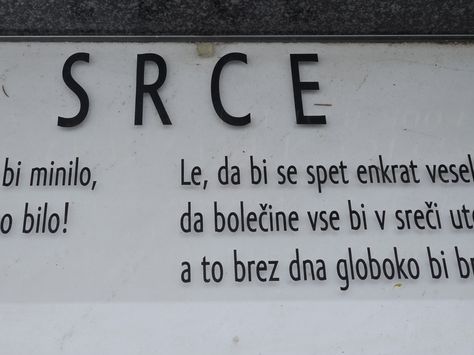 SRCE
bi minilo,
o bilo!
Le, da bi se spet enkrat
da bolečine vse bi v sreči
a to brez dna globoko bi